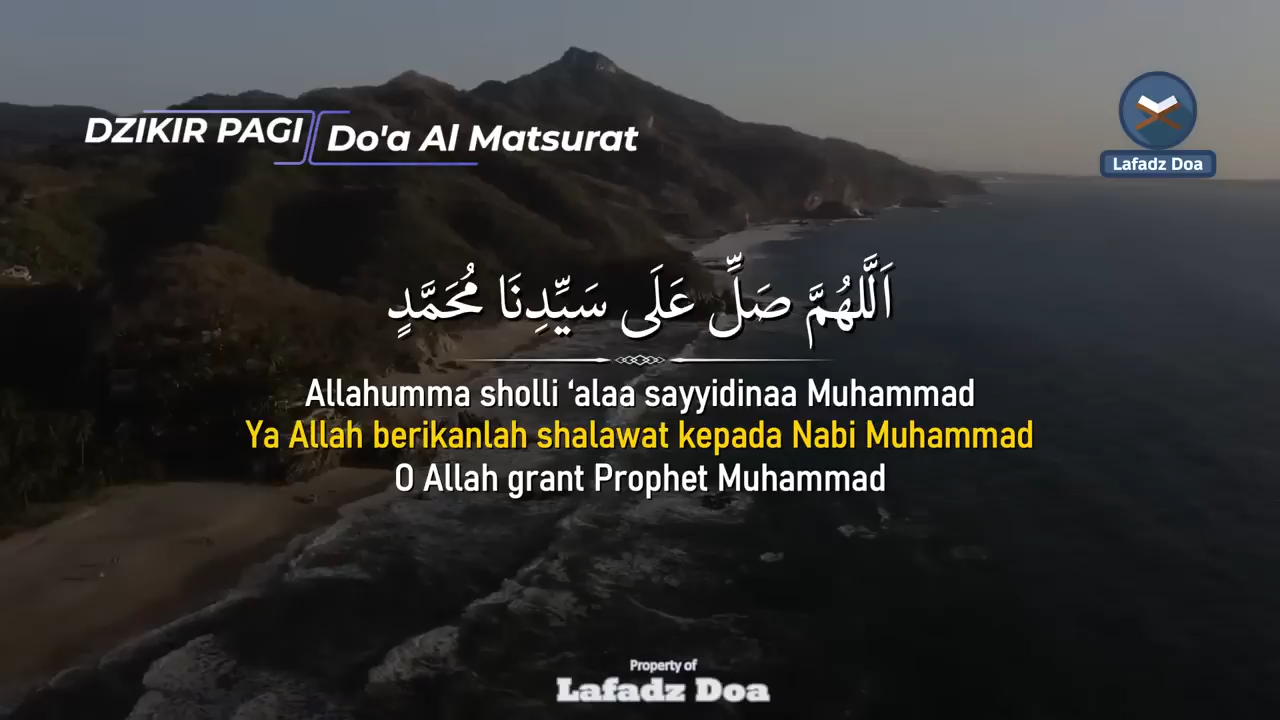 DZIKIR PAGI
Do'a Al Matsurat
Lafadz Doa
اَللَّهُمَّ صَلِّ عَلَى سَيِّدِنَا مُحَمَّدٍ
Allahumma sholli ‘alaa sayyidinaa Muhammad
Ya Allah berikanlah shalawat kepada Nabi Muhammad
O Allah grant Prophet Muhammad
Property of
Lafadz Doa